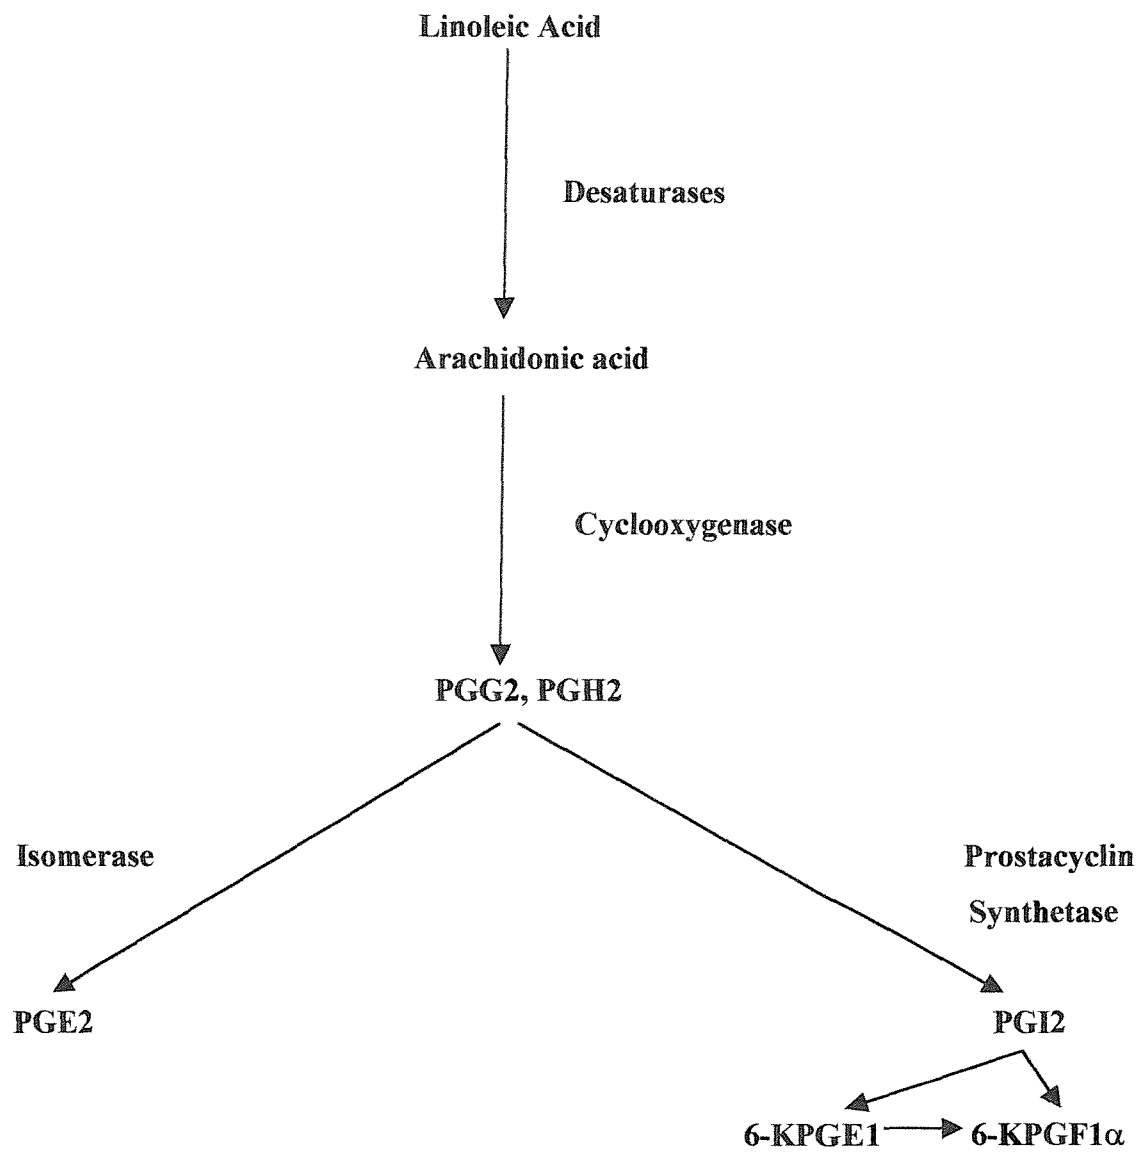 Linoleic Acid
Desaturases
Arachidonic acid
Cyclooxygenase
PGG2, PGH2
Isomerase
Prostacyclin
Synthetase
PGE2
PGI2
6-KPGE1
6-KPGF1α